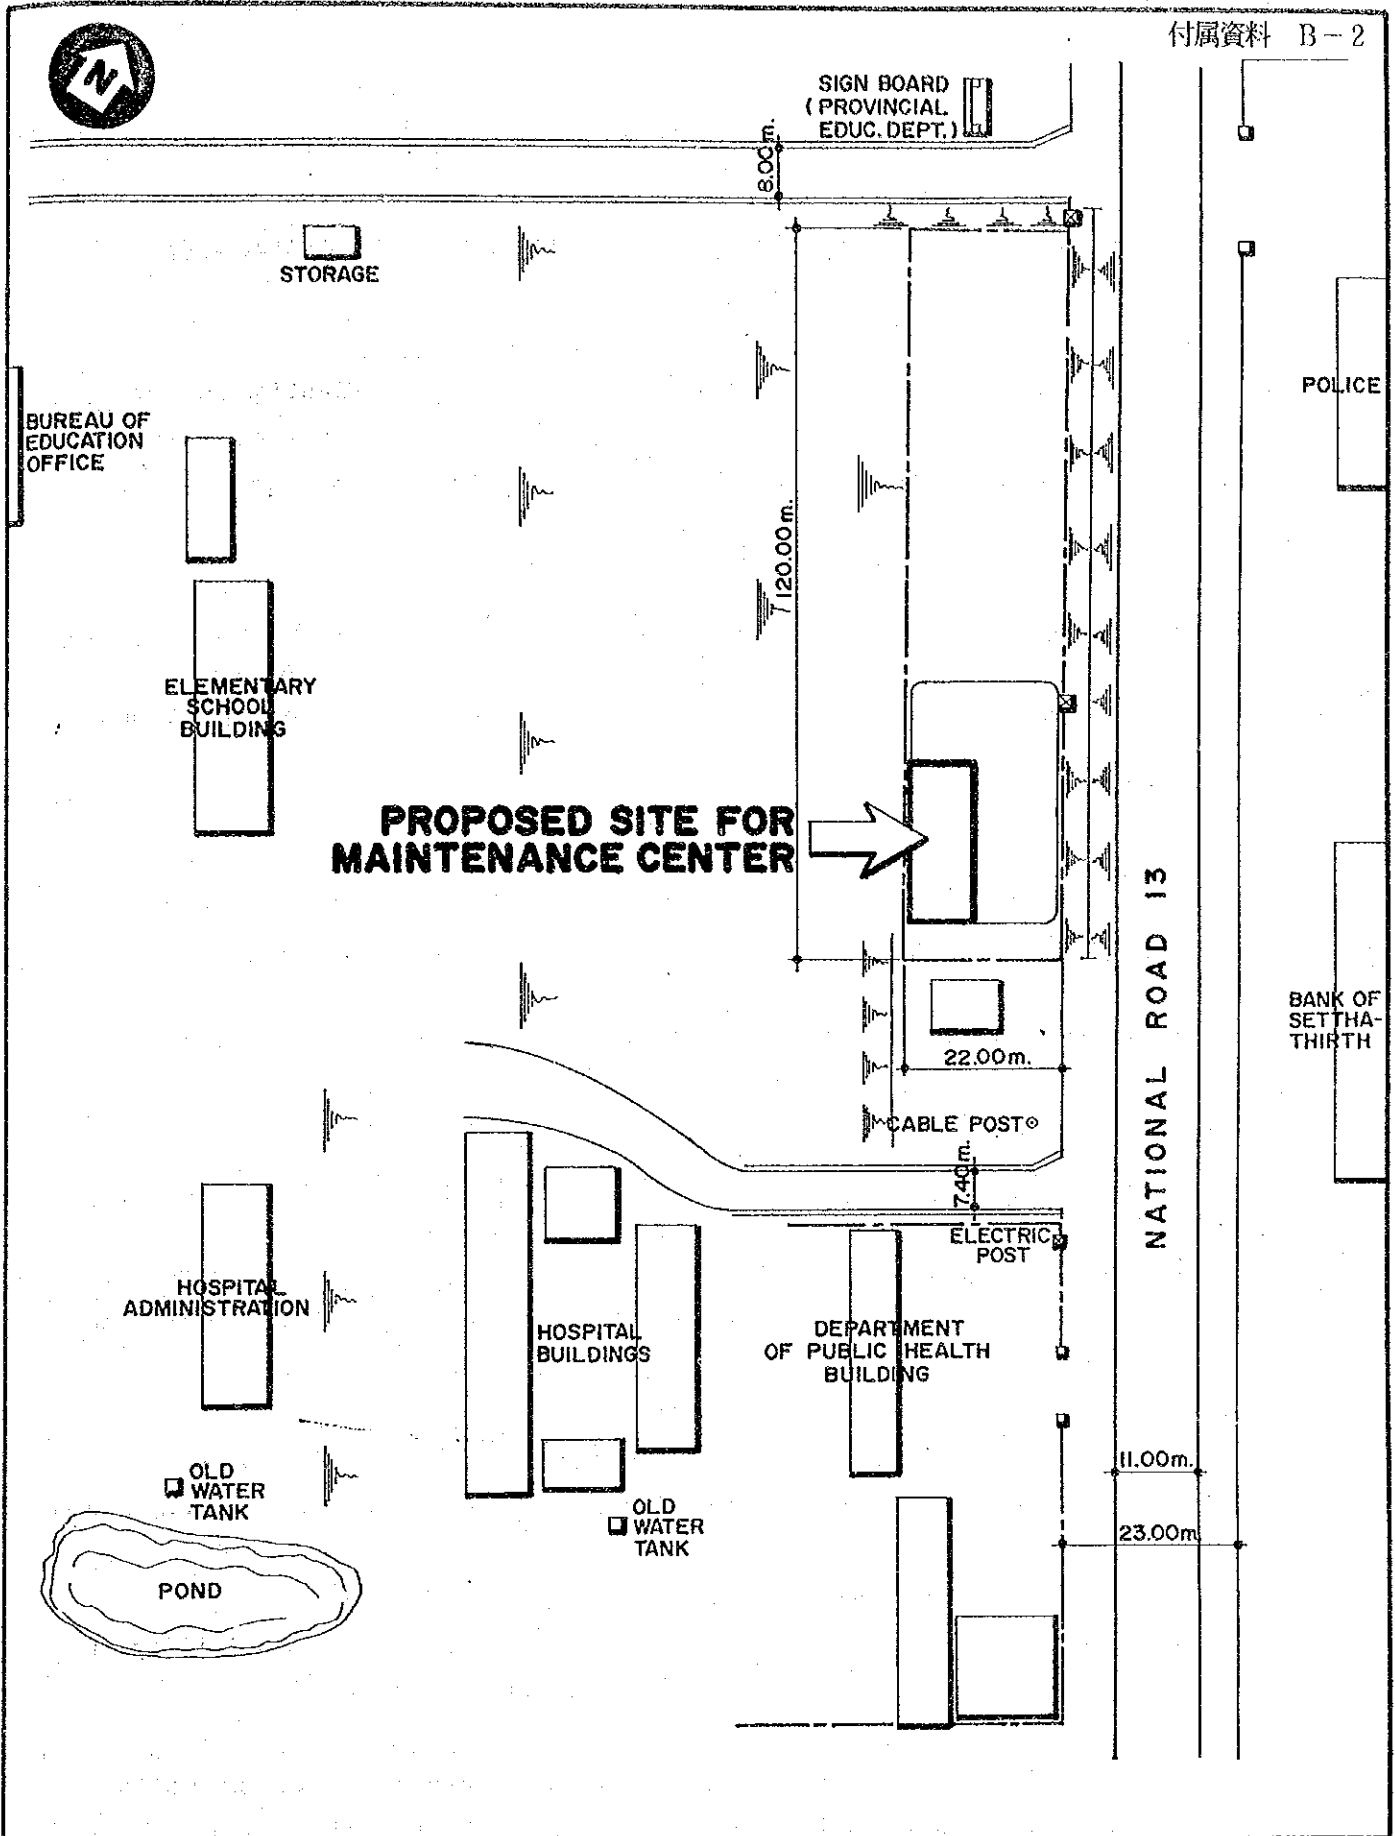 付属資料 B-2
N
SIGN BOARD
(PROVINCIAL.
EDUC. DEPT.)
8.00m.
STORAGE
POLICE
BUREAU OF
EDUCATION
OFFICE
120.00m.
ELEMENTARY
SCHOOL
BUILDING
PROPOSED SITE FOR
MAINTENANCE CENTER
NATIONAL ROAD 13
BANK OF
SETTHA-
THIRTH
22.00m.
CABLE POST
7.40m.
ELECTRIC
POST
HOSPITAL
ADMINISTRATION
HOSPITAL
BUILDINGS
DEPARTMENT
OF PUBLIC HEALTH
BUILDING
11.00m.
OLD
WATER
TANK
OLD
WATER
TANK
23.00m
POND